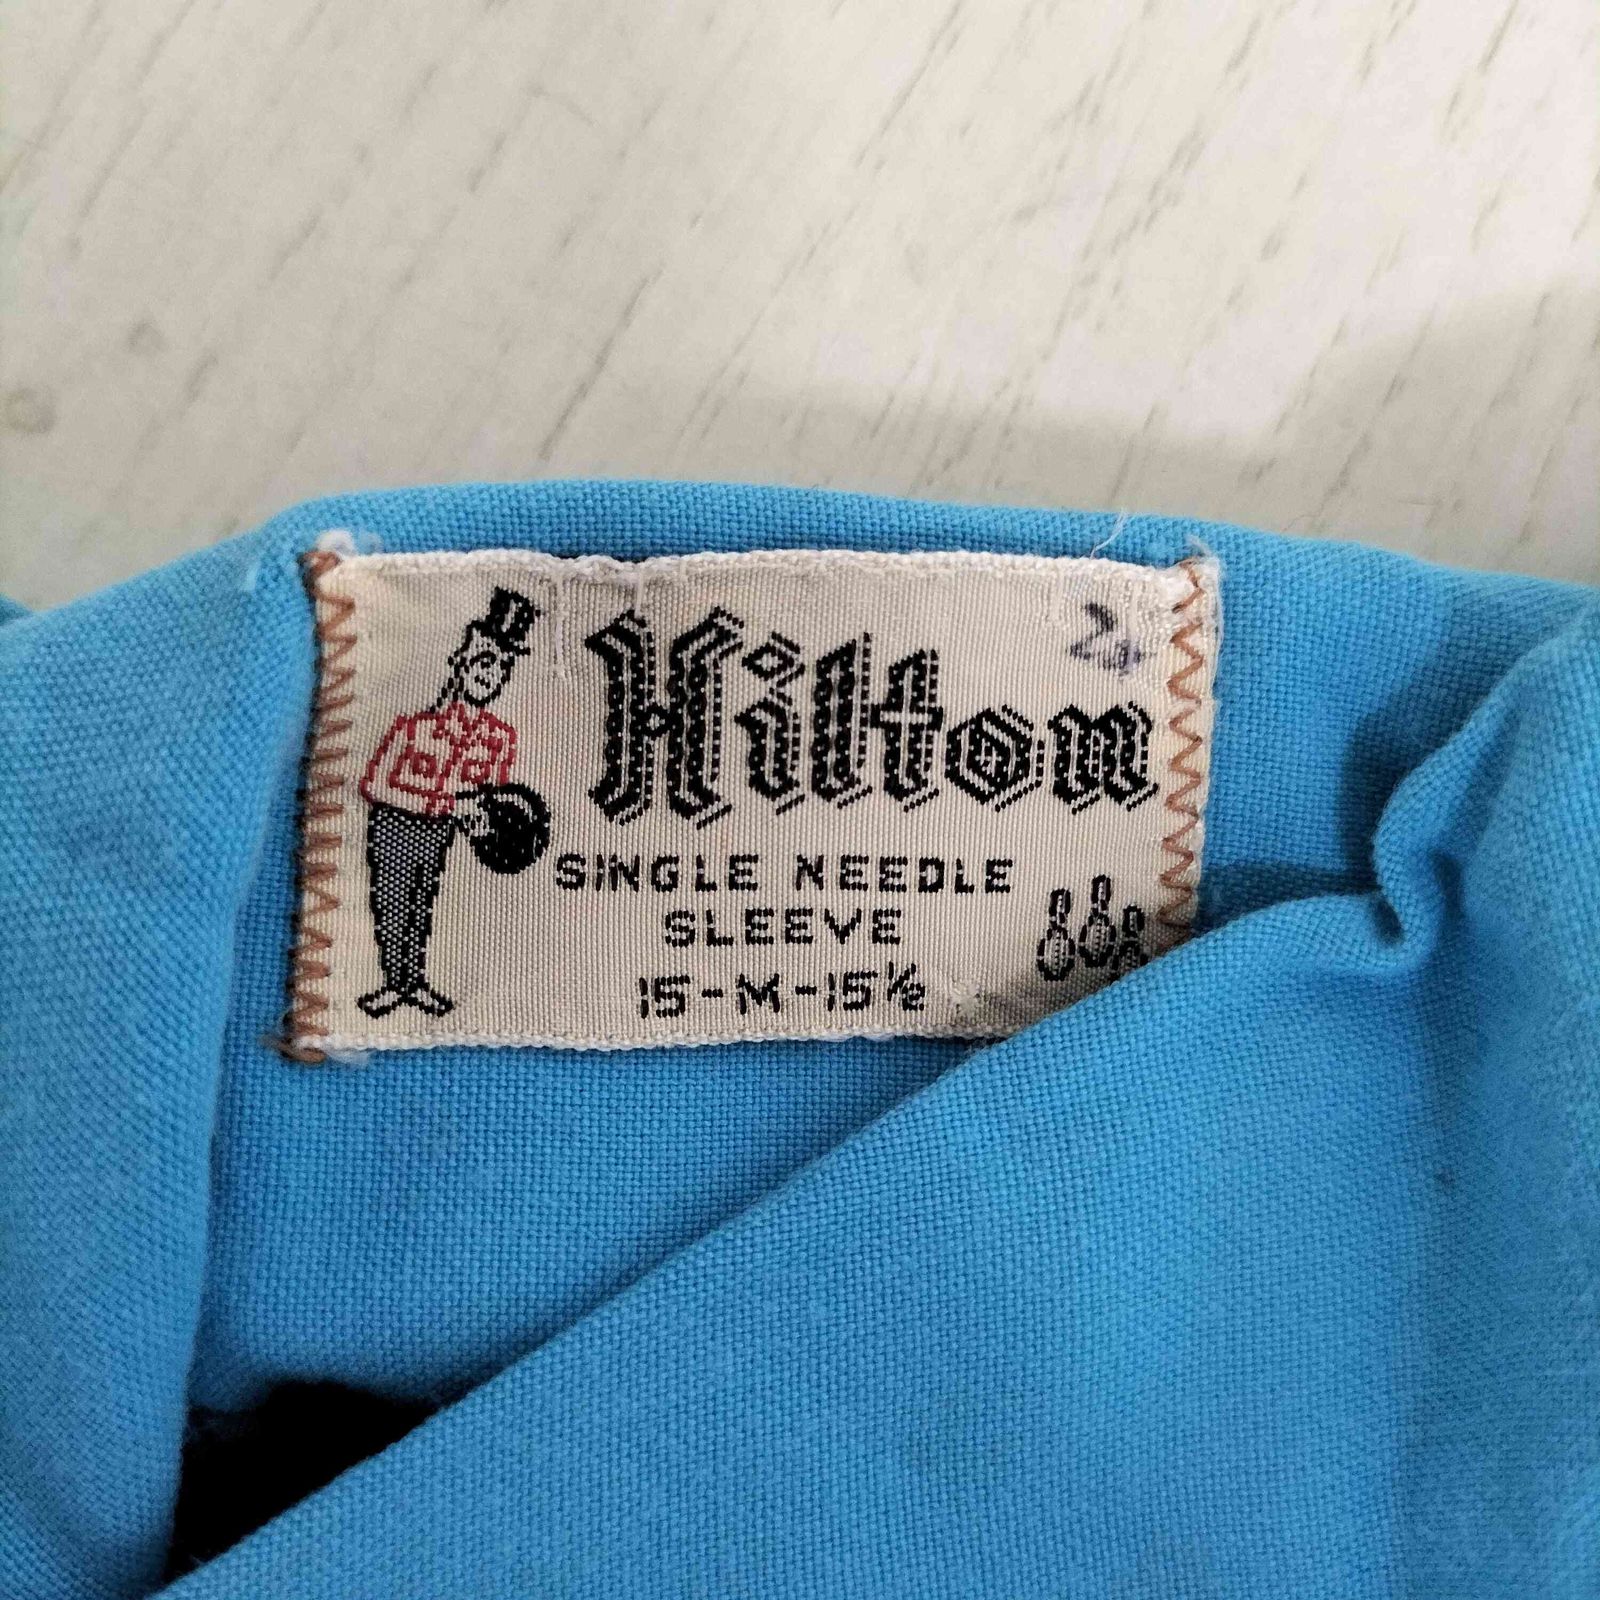 Hilton
SINGLE NEEDLE
SLEEVE
15-M-15½